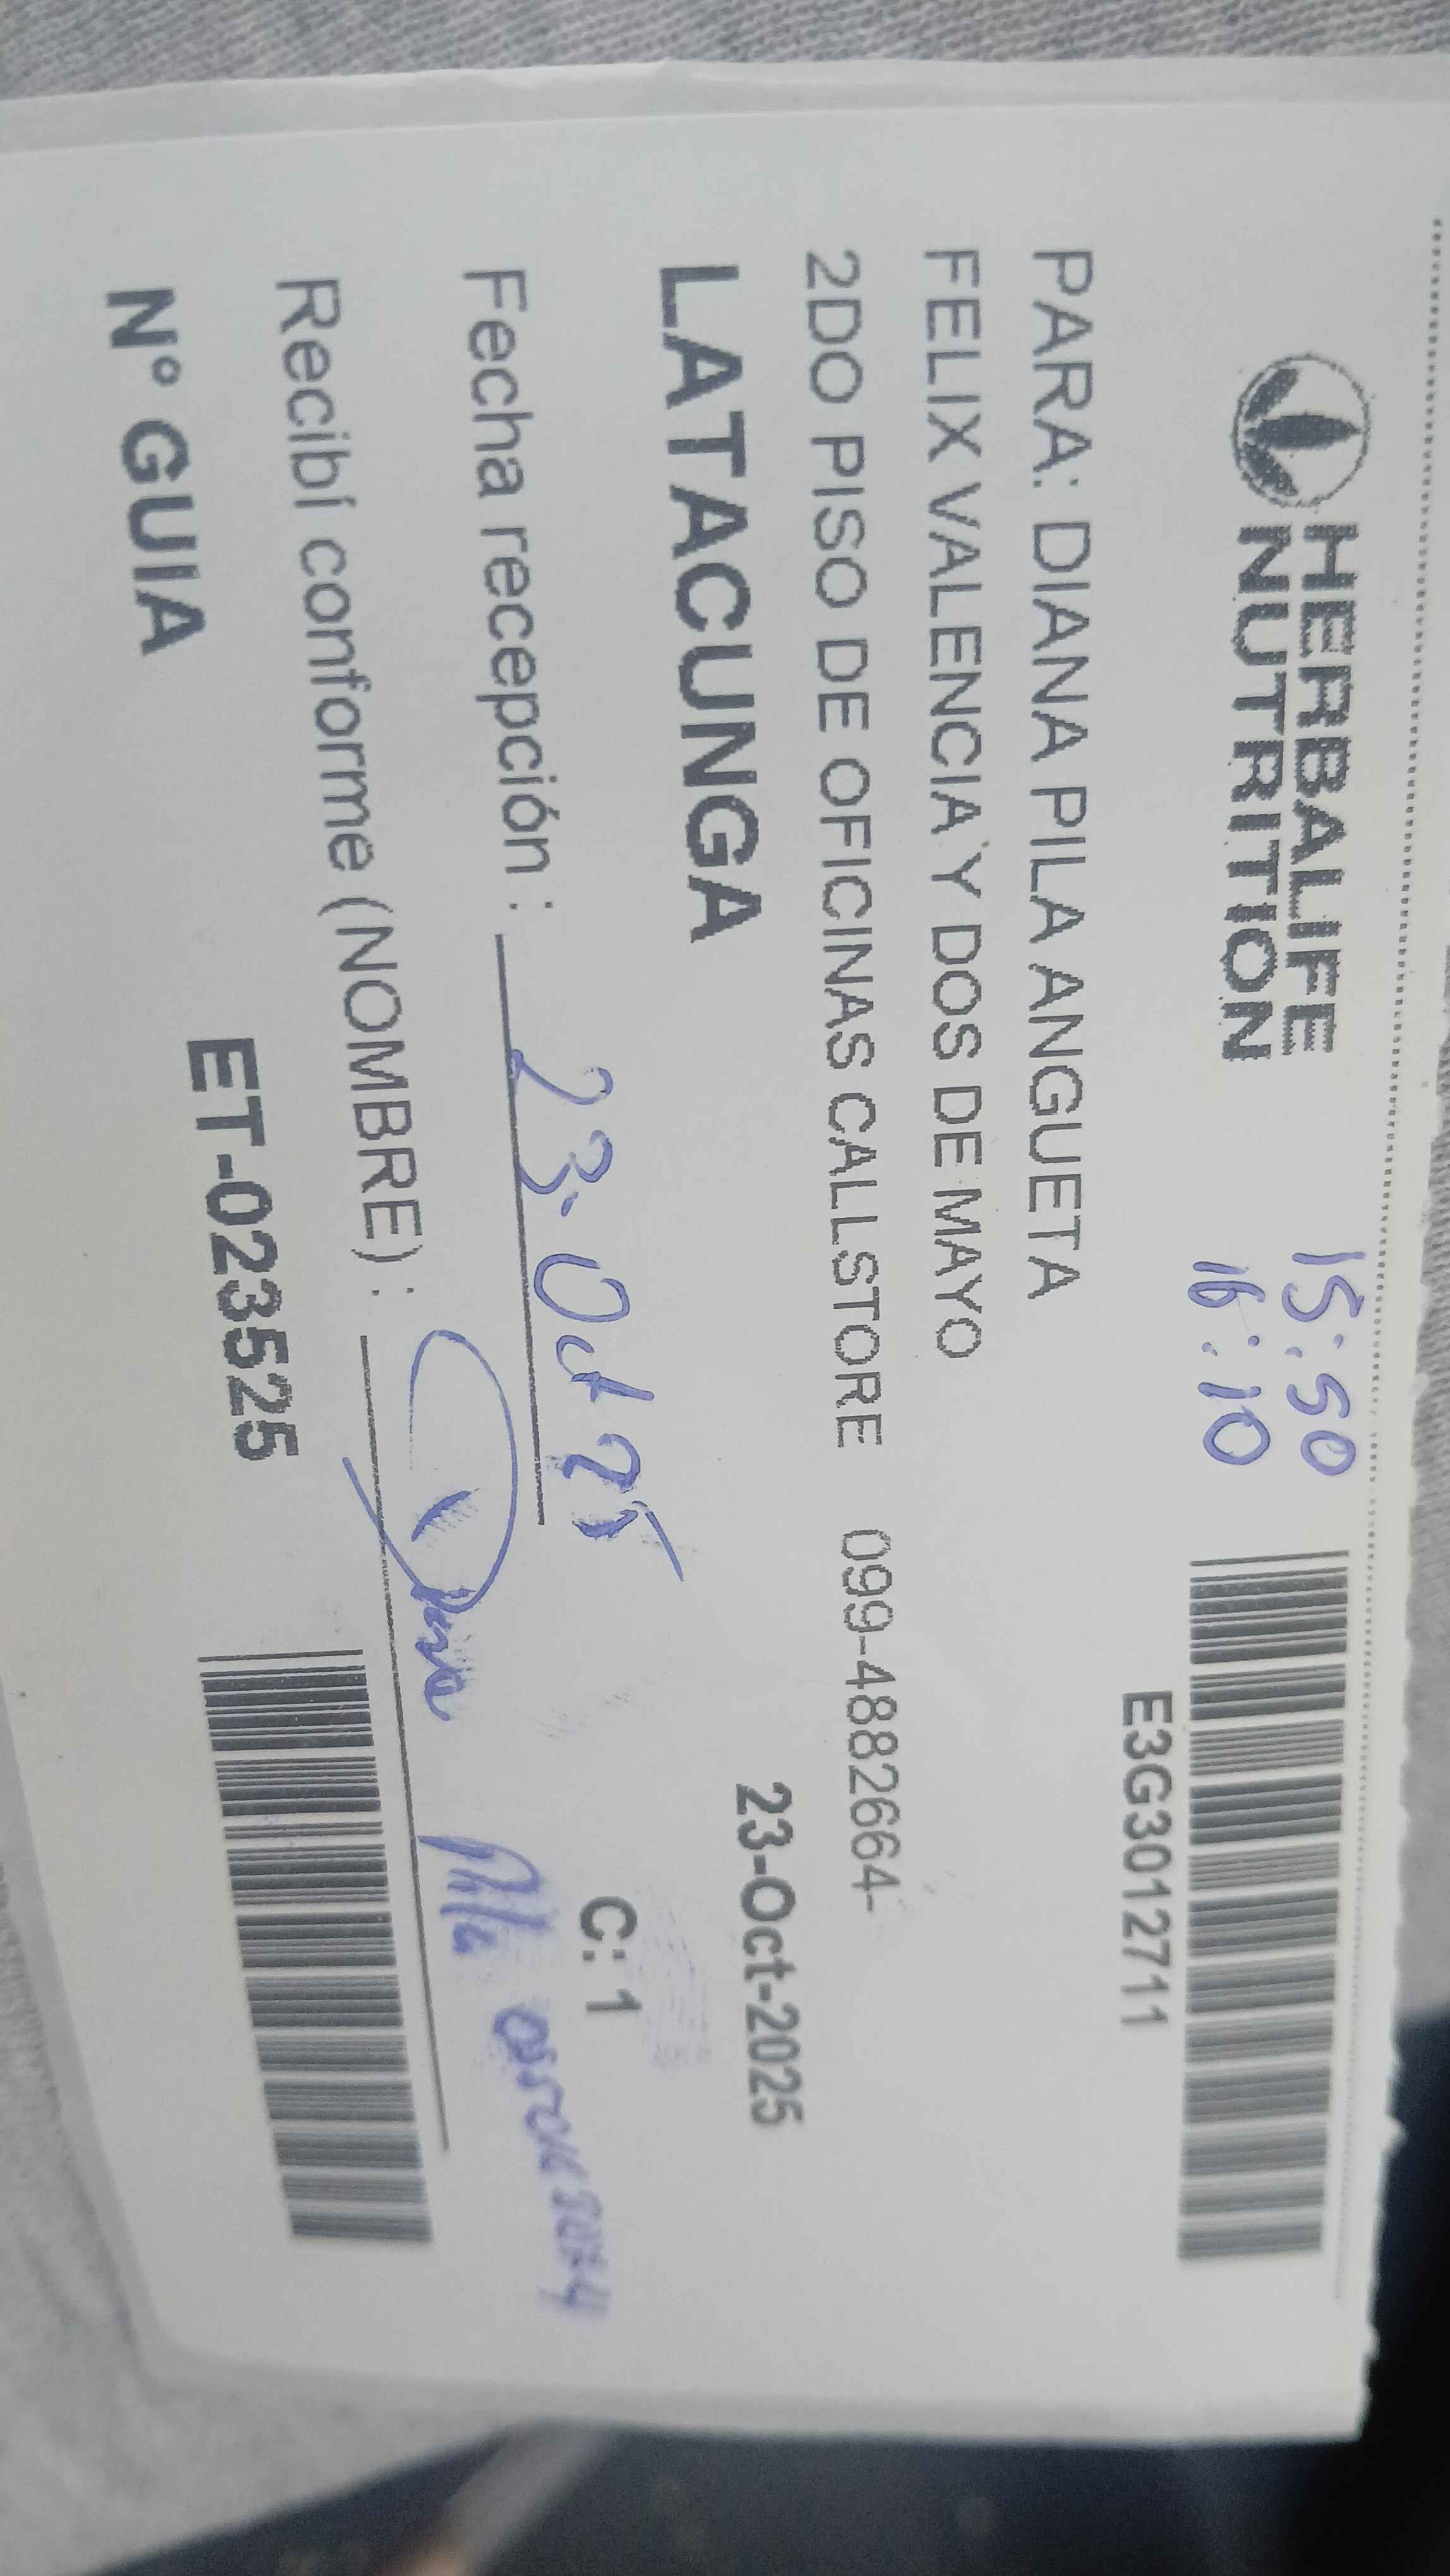 HERBALIFE
NUTRITION
15:50
16:10
E3G3012711
PARA: DIANA PILA ANGUETA
FELIX VALENCIA Y DOS DE MAYO
2DO PISO DE OFICINAS CALLSTORE 099-4882664-
LATACUNGA 23-Oct-2025
C: 1
Fecha recepción : 23. Oct 25
Recibí conforme (NOMBRE) :
Nº GUIA ET-023525